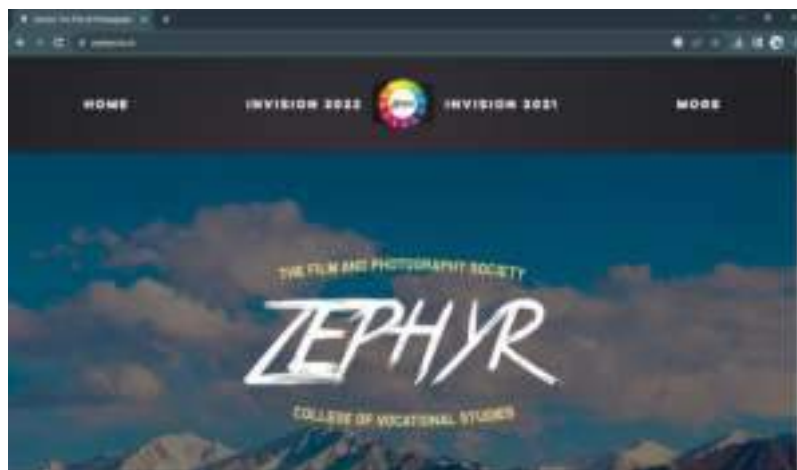 HOME
INVISION 2022
INVISION 2021
MORE
THE FILM AND PHOTOGRAPHY SOCIETY
ZEPHYR
COLLEGE OF VOCATIONAL STUDIES